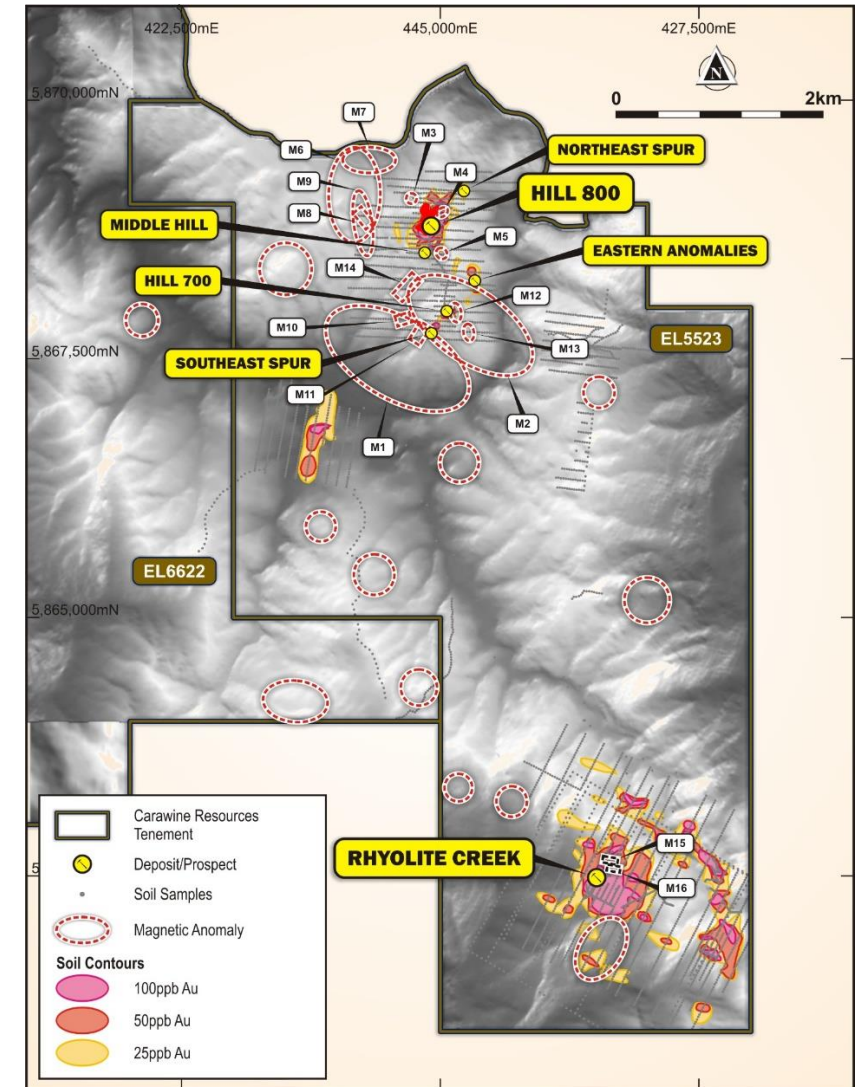 422,500mE
445,000mE
427,500mE
N
5,870,000mN
0
2km
M7
M6
M3
NORTHEAST SPUR
M9
M4
HILL 800
M8
MIDDLE HILL
M5
EASTERN ANOMALIES
M14
HILL 700
M12
M10
EL5523
5,867,500mN
SOUTHEAST SPUR
M13
M11
M2
M1
EL6622
5,865,000mN
Carawine Resources
Tenement
Deposit/Prospect
Soil Samples
Magnetic Anomaly
Soil Contours
100ppb Au
50ppb Au
25ppb Au
5
RHYOLITE CREEK
M15
M16